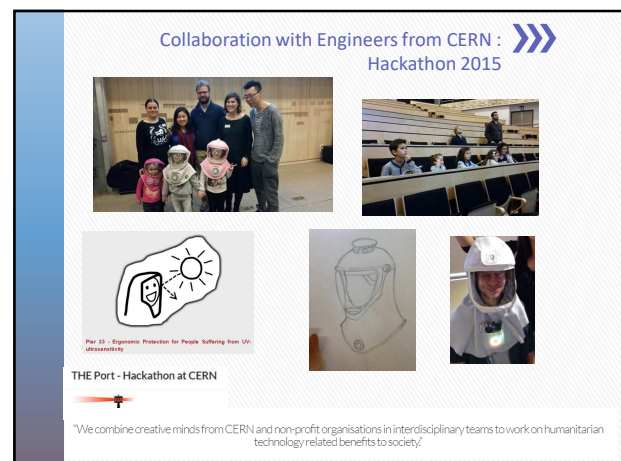 Collaboration with Engineers from CERN :
Hackathon 2015
Pier 33 - Ergonomic Protection for People Suffering from UV-
ultrasensitivity
THE Port - Hackathon at CERN
"We combine creative minds from CERN and non-profit organisations in interdisciplinary teams to work on humanitarian
technology related benefits to society."